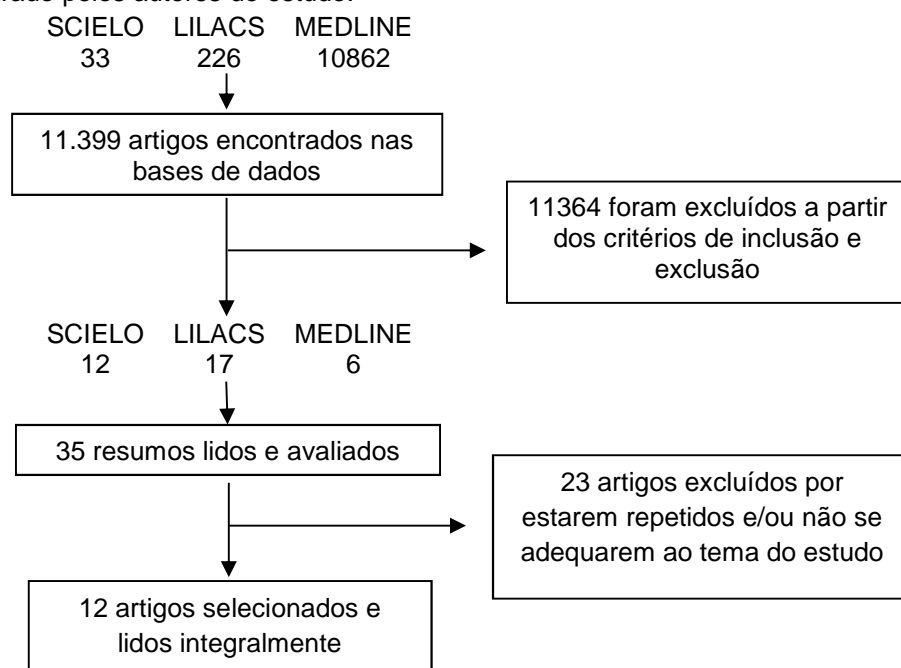 SCIELO LILACS MEDLINE
33 226 10862
11.399 artigos encontrados nas
bases de dados
11364 foram excluídos a partir
dos critérios de inclusão e
exclusão
SCIELO LILACS MEDLINE
12 17 6
35 resumos lidos e avaliados
23 artigos excluídos por
estarem repetidos e/ou não se
adequarem ao tema do estudo
12 artigos selecionados e
lidos integralmente